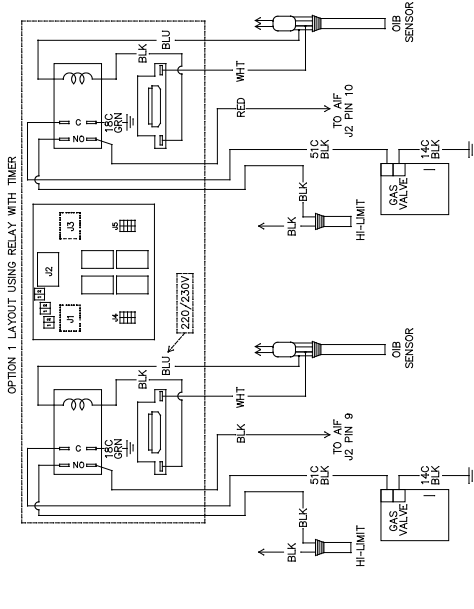 OPTION 1 LAYOUT USING RELAY WITH TIMER
OIB
SENSOR
BLU
BLK
WHT
RED
TO AIF
J2 PIN 10
C
NO
18C
GRN
51C
BLK
14C
BLK
GAS
VALVE
BLK
BLK
HI-LIMIT
J3
J5
J2
J1
J4
220/230V
OIB
SENSOR
BLU
BLK
WHT
BLK
TO AIF
J2 PIN 9
C
NO
18C
GRN
51C
BLK
14C
BLK
GAS
VALVE
BLK
BLK
HI-LIMIT